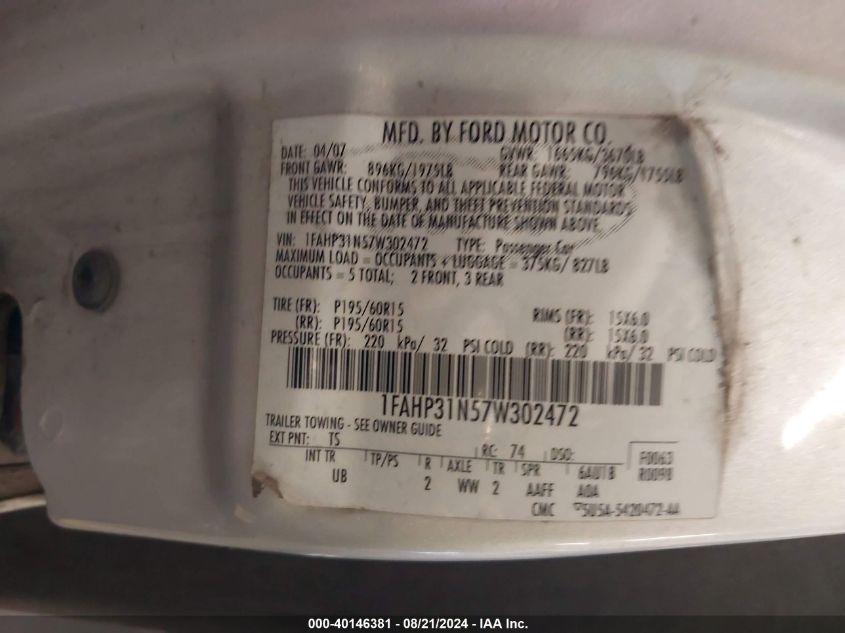 MFD. BY FORD MOTOR CO.
DATE: 04/07 GVWR: 1665KG/3670LB
FRONT GAWR: 896KG/1975LB REAR GAWR: 796KG/1755LB
THIS VEHICLE CONFORMS TO ALL APPLICABLE FEDERAL MOTOR
VEHICLE SAFETY, BUMPER, AND THEFT PREVENTION STANDARDS
IN EFFECT ON THE DATE OF MANUFACTURE SHOWN ABOVE.
VIN: 1FAHP31N57W302472 TYPE: Passenger Car
MAXIMUM LOAD = OCCUPANTS + LUGGAGE = 375KG/ 827LB
OCCUPANTS = 5 TOTAL; 2 FRONT, 3 REAR
TIRE (FR): P195/60R15 RIMS (FR): 15X6.0
(RR): P195/60R15 (RR): 15X6.0
PRESSURE (FR): 220 kPa/ 32 PSI COLD (RR): 220 kPa/ 32 PSI COLD
1FAHP31N57W302472
TRAILER TOWING - SEE OWNER GUIDE
EXT PNT: TS RC: 74 DSO: F0063
INT TR TP/PS R AXLE TR SPR 6AUTB R0098
UB 2 WW 2 AAFF AOA
CMC 5U5A-5420472-AA
000-40146381 - 08/21/2024 - IAA Inc.